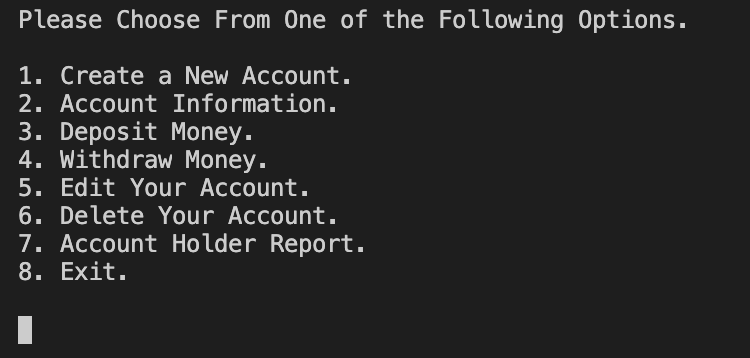 Please Choose From One of the Following Options.
1. Create a New Account.
2. Account Information.
3. Deposit Money.
4. Withdraw Money.
5. Edit Your Account.
6. Delete Your Account.
7. Account Holder Report.
8. Exit.